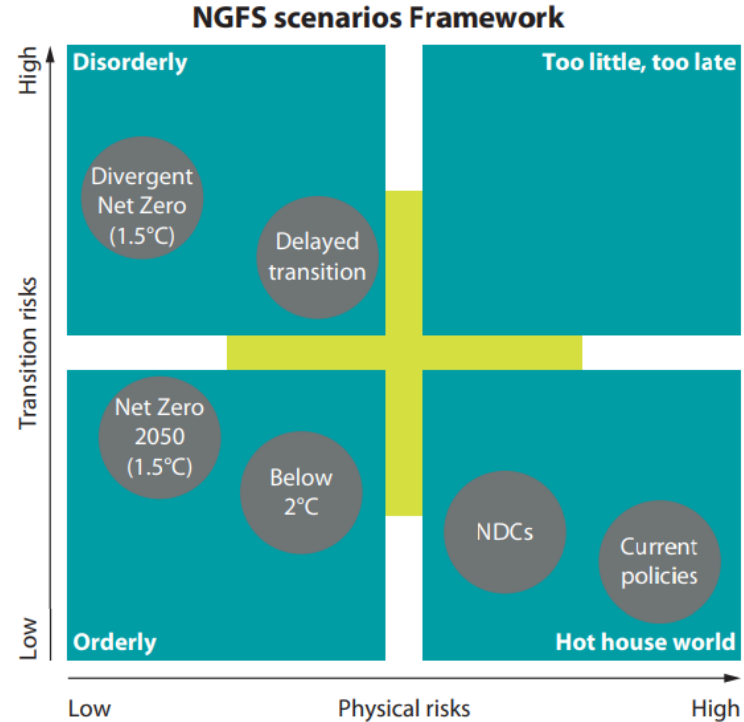 NGFS scenarios Framework
High
Transition risks
Low
Disorderly
Divergent
Net Zero
(1.5°C)
Delayed
transition
Too little, too late
Net Zero
2050
(1.5°C)
Below
2°C
Orderly
NDCs
Current
policies
Hot house world
Low
Physical risks
High